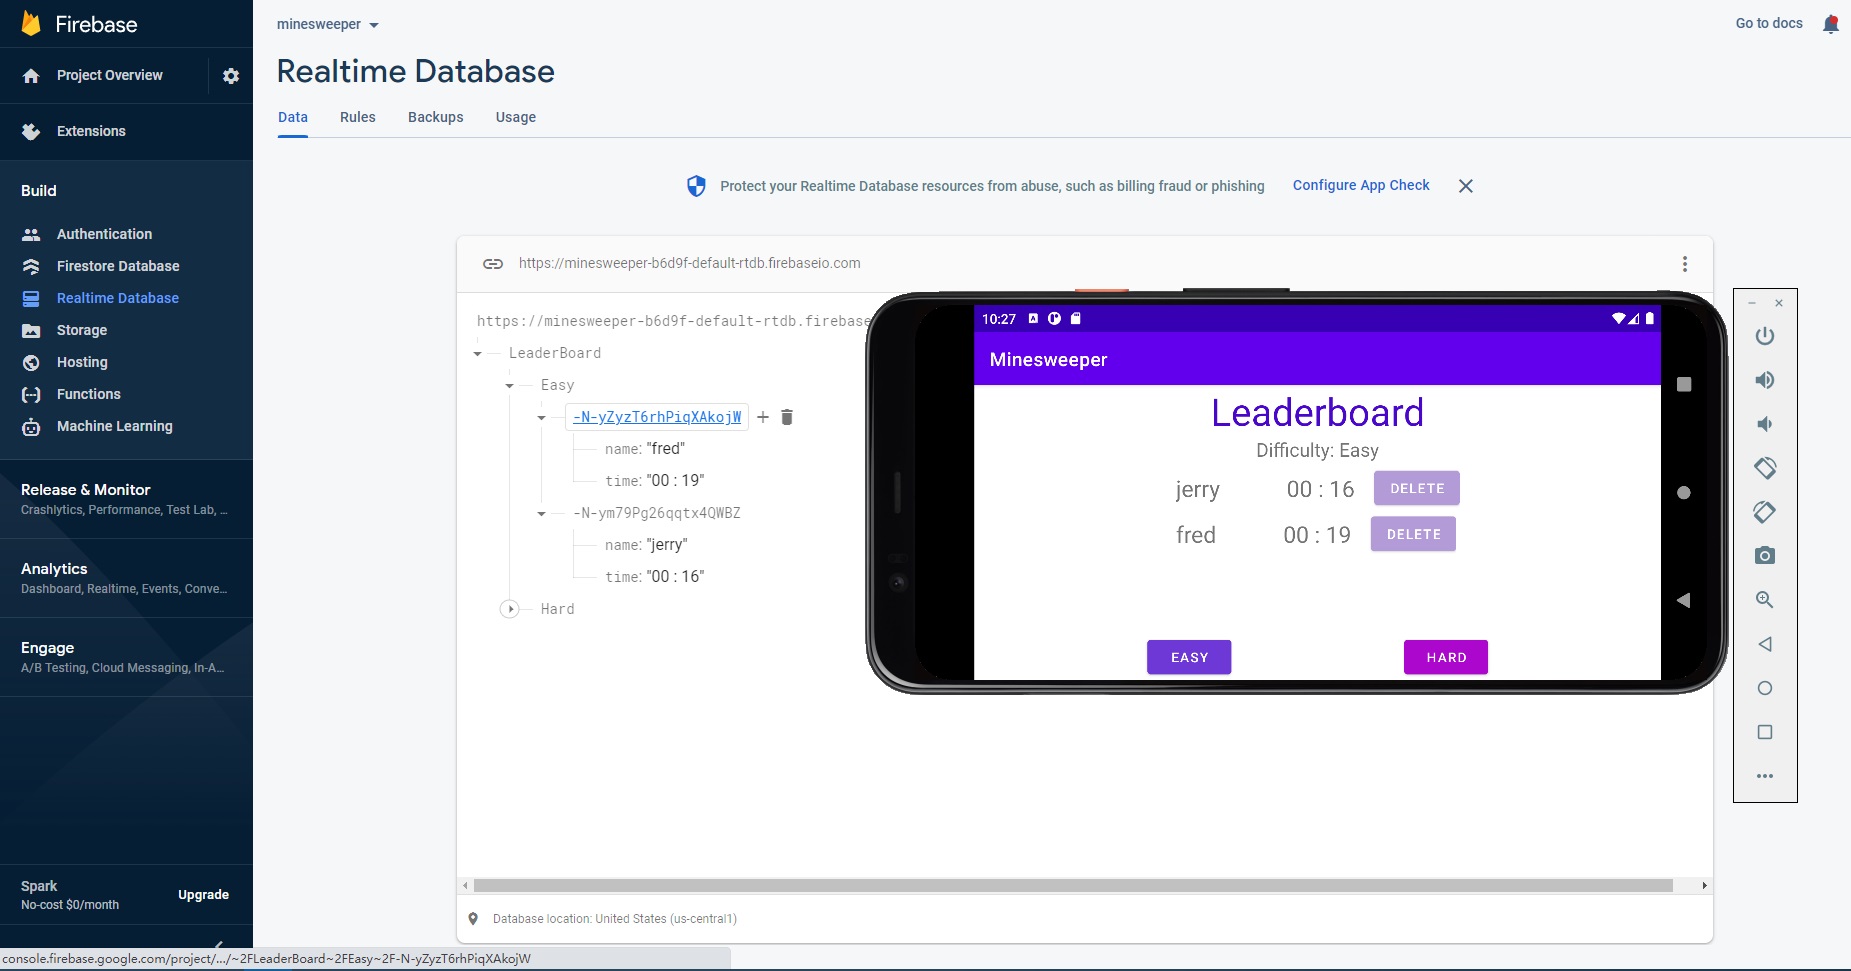 Firebase
Project Overview
Extensions
Build
Authentication
Firestore Database
Realtime Database
Storage
Hosting
Functions
Machine Learning
Release & Monitor
Crashlytics, Performance, Test Lab, ...
Analytics
Dashboard, Realtime, Events, Conve...
Engage
A/B Testing, Cloud Messaging, In-A...
Spark
No-cost $0/month
Upgrade
minesweeper
Go to docs
Realtime Database
Data Rules Backups Usage
Protect your Realtime Database resources from abuse, such as billing fraud or phishing Configure App Check
https://minesweeper-b6d9f-default-rtdb.firebaseio.com
https://minesweeper-b6d9f-default-rtdb.firebase
LeaderBoard
Easy
-N-yZyzT6rhPiqXAkojW
name: "fred"
time: "00 : 19"
-N-ym79Pg26qqtx4QWBZ
name: "jerry"
time: "00 : 16"
Hard
10:27
Minesweeper
Leaderboard
Difficulty: Easy
jerry 00 : 16 DELETE
fred 00 : 19 DELETE
EASY HARD
Database location: United States (us-central1)
console.firebase.google.com/project/.../~2FLeaderBoard~2FEasy~2F-N-yZyzT6rhPiqXAkojW